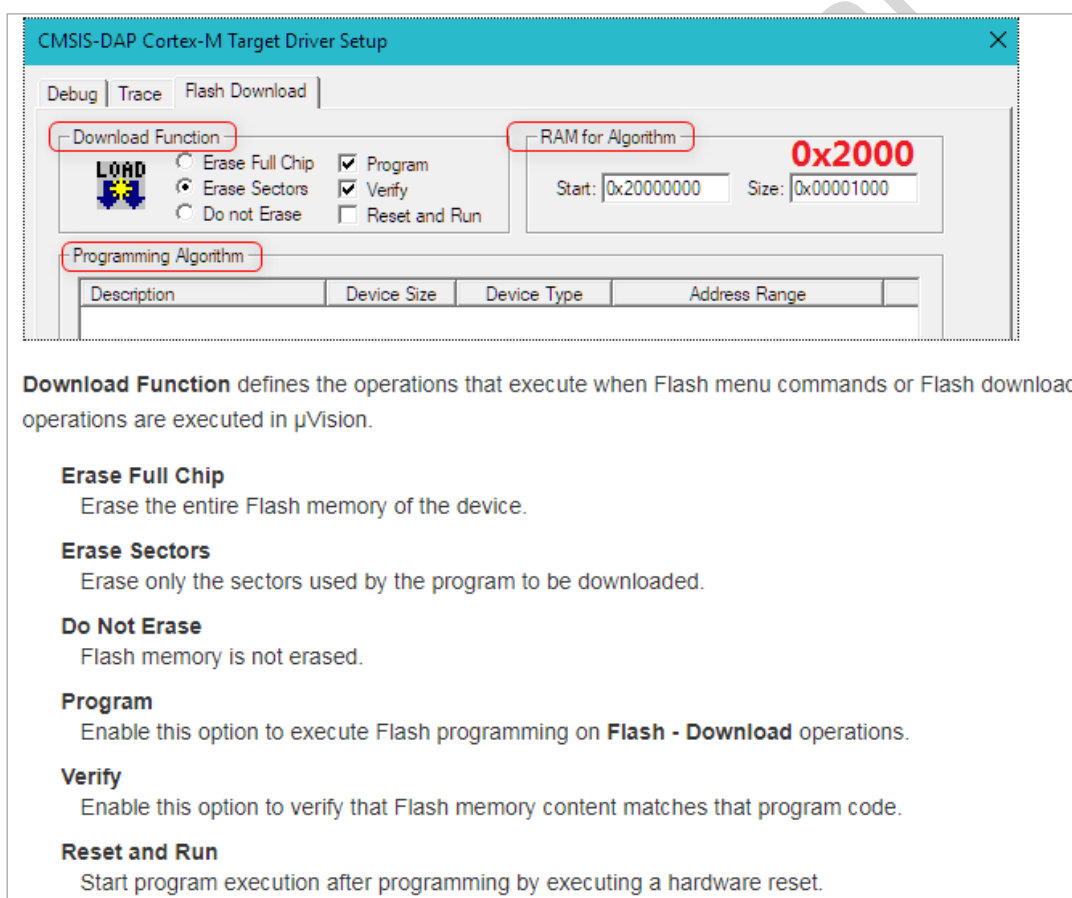 CMSIS-DAP Cortex-M Target Driver Setup
Debug Trace Flash Download
Download Function
LOAD
Erase Full Chip
Erase Sectors
Do not Erase
Program
Verify
Reset and Run
RAM for Algorithm
0x2000
Start: 0x20000000 Size: 0x00001000
Programming Algorithm
Description Device Size Device Type Address Range
Download Function defines the operations that execute when Flash menu commands or Flash download
operations are executed in µVision.
Erase Full Chip
Erase the entire Flash memory of the device.
Erase Sectors
Erase only the sectors used by the program to be downloaded.
Do Not Erase
Flash memory is not erased.
Program
Enable this option to execute Flash programming on Flash - Download operations.
Verify
Enable this option to verify that Flash memory content matches that program code.
Reset and Run
Start program execution after programming by executing a hardware reset.